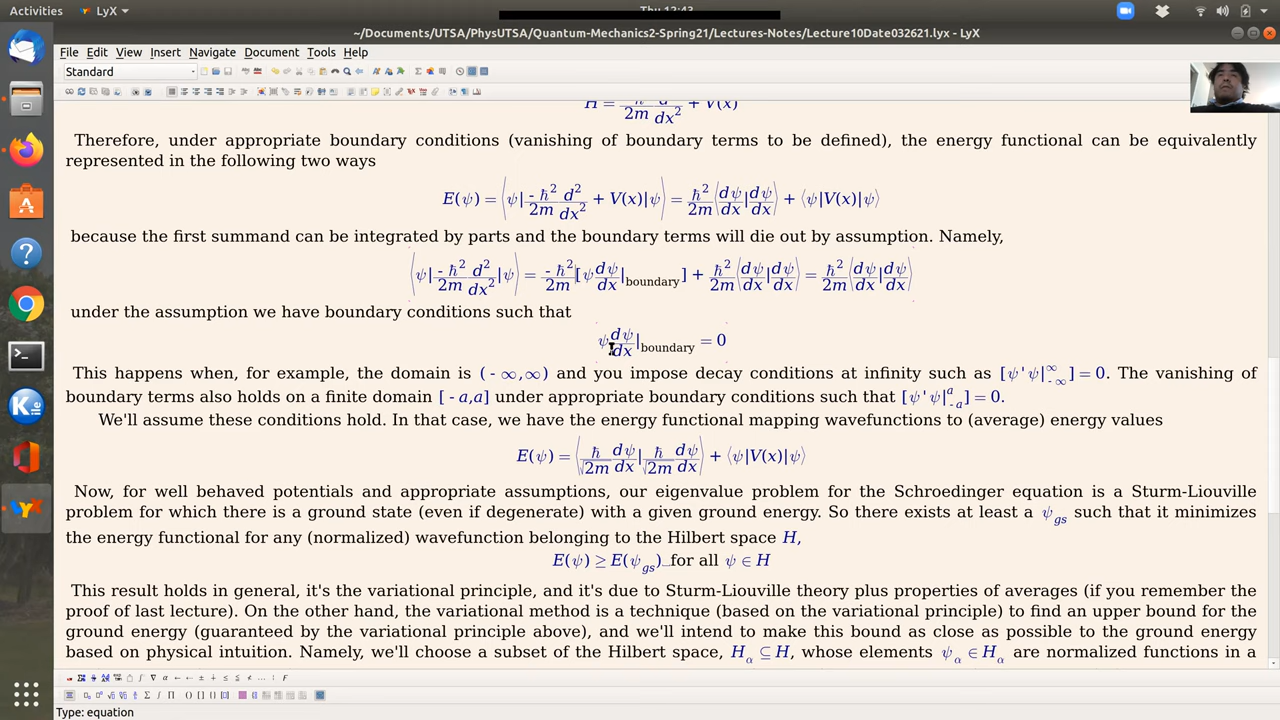 Activities LyX Thu 12:43
~/Documents/UTSA/PhysUTSA/Quantum-Mechanics2-Spring21/Lectures-Notes/Lecture10Date032621.lyx - LyX
File Edit View Insert Navigate Document Tools Help
Standard
H = - ħ² d² / 2m dx² + V(x)
Therefore, under appropriate boundary conditions (vanishing of boundary terms to be defined), the energy functional can be equivalently
represented in the following two ways
E(ψ) = ⟨ψ| - ħ²/2m d²/dx² + V(x)|ψ⟩ = ħ²/2m ⟨dψ/dx|dψ/dx⟩ + ⟨ψ|V(x)|ψ⟩
because the first summand can be integrated by parts and the boundary terms will die out by assumption. Namely,
⟨ψ| - ħ²/2m d²/dx² |ψ⟩ = - ħ²/2m [ψ dψ/dx|boundary] + ħ²/2m ⟨dψ/dx|dψ/dx⟩ = ħ²/2m ⟨dψ/dx|dψ/dx⟩
under the assumption we have boundary conditions such that
ψ dψ/dx|boundary = 0
This happens when, for example, the domain is (- ∞,∞) and you impose decay conditions at infinity such as [ψ'ψ|∞ -∞] = 0. The vanishing of
boundary terms also holds on a finite domain [ - a,a] under appropriate boundary conditions such that [ψ'ψ|a -a] = 0.
We'll assume these conditions hold. In that case, we have the energy functional mapping wavefunctions to (average) energy values
E(ψ) = ⟨ħ/√2m dψ/dx|ħ/√2m dψ/dx⟩ + ⟨ψ|V(x)|ψ⟩
Now, for well behaved potentials and appropriate assumptions, our eigenvalue problem for the Schroedinger equation is a Sturm-Liouville
problem for which there is a ground state (even if degenerate) with a given ground energy. So there exists at least a ψgs such that it minimizes
the energy functional for any (normalized) wavefunction belonging to the Hilbert space H,
E(ψ) ≥ E(ψgs) for all ψ ∈ H
This result holds in general, it's the variational principle, and it's due to Sturm-Liouville theory plus properties of averages (if you remember the
proof of last lecture). On the other hand, the variational method is a technique (based on the variational principle) to find an upper bound for the
ground energy (guaranteed by the variational principle above), and we'll intend to make this bound as close as possible to the ground energy
based on physical intuition. Namely, we'll choose a subset of the Hilbert space, Hα ⊆ H, whose elements ψα ∈ Hα are normalized functions in a
Type: equation